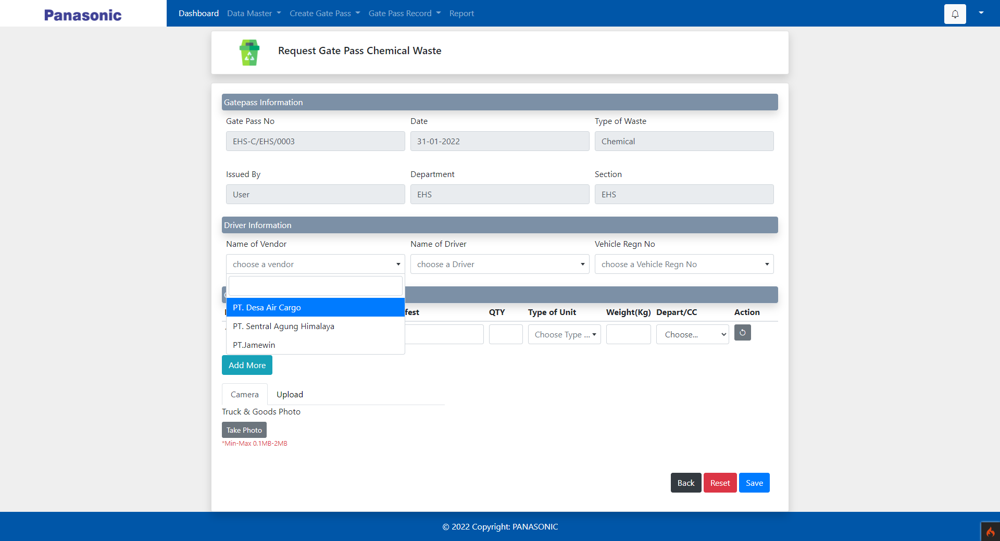 Panasonic
Dashboard Data Master Create Gate Pass Gate Pass Record Report
Request Gate Pass Chemical Waste
Gatepass Information
Gate Pass No Date Type of Waste
EHS-C/EHS/0003 31-01-2022 Chemical
Issued By Department Section
User EHS EHS
Driver Information
Name of Vendor Name of Driver Vehicle Regn No
choose a vendor choose a Driver choose a Vehicle Regn No
PT. Desa Air Cargo
PT. Sentral Agung Himalaya
PT.Jamewin
fest QTY Type of Unit Weight(Kg) Depart/CC Action
Choose Type ... Choose...
Add More
Camera Upload
Truck & Goods Photo
Take Photo
*Min-Max 0.1MB-2MB
Back Reset Save
© 2022 Copyright: PANASONIC